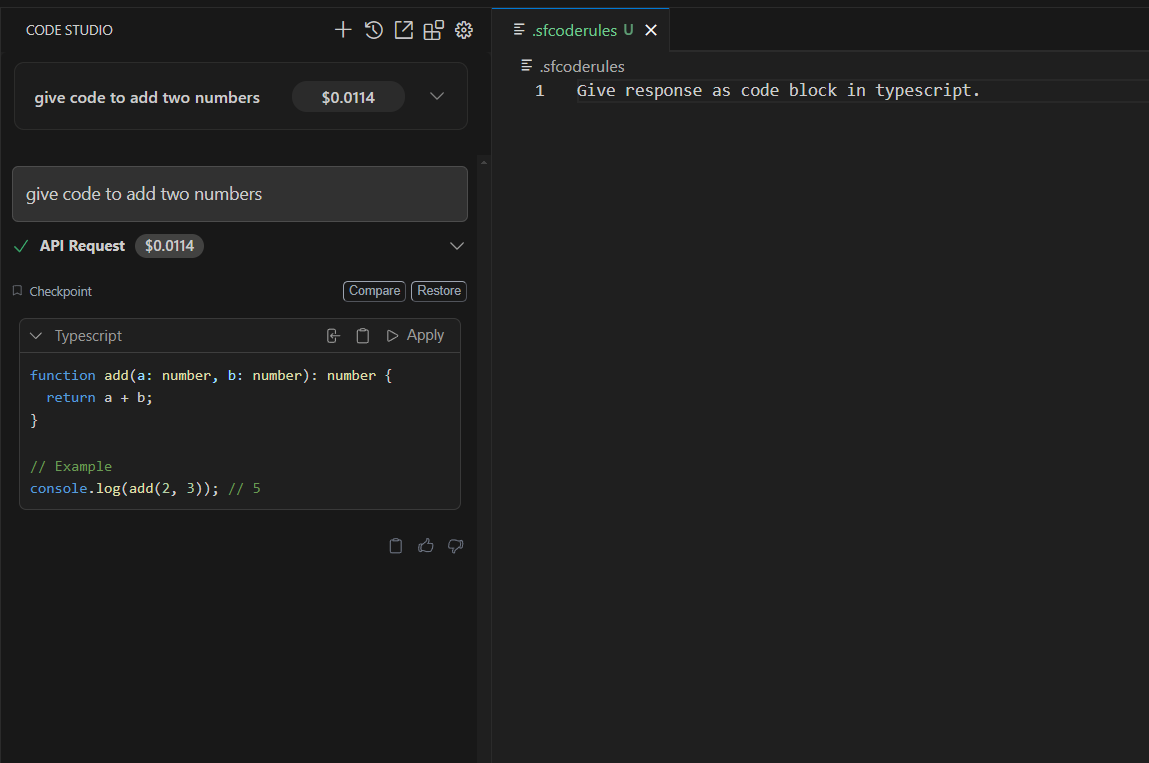 CODE STUDIO
give code to add two numbers $0.0114
give code to add two numbers
API Request $0.0114
Checkpoint Compare Restore
Typescript Apply
function add(a: number, b: number): number {
  return a + b;
}
// Example
console.log(add(2, 3)); // 5
.sfcoderules U
.sfcoderules
1 Give response as code block in typescript.